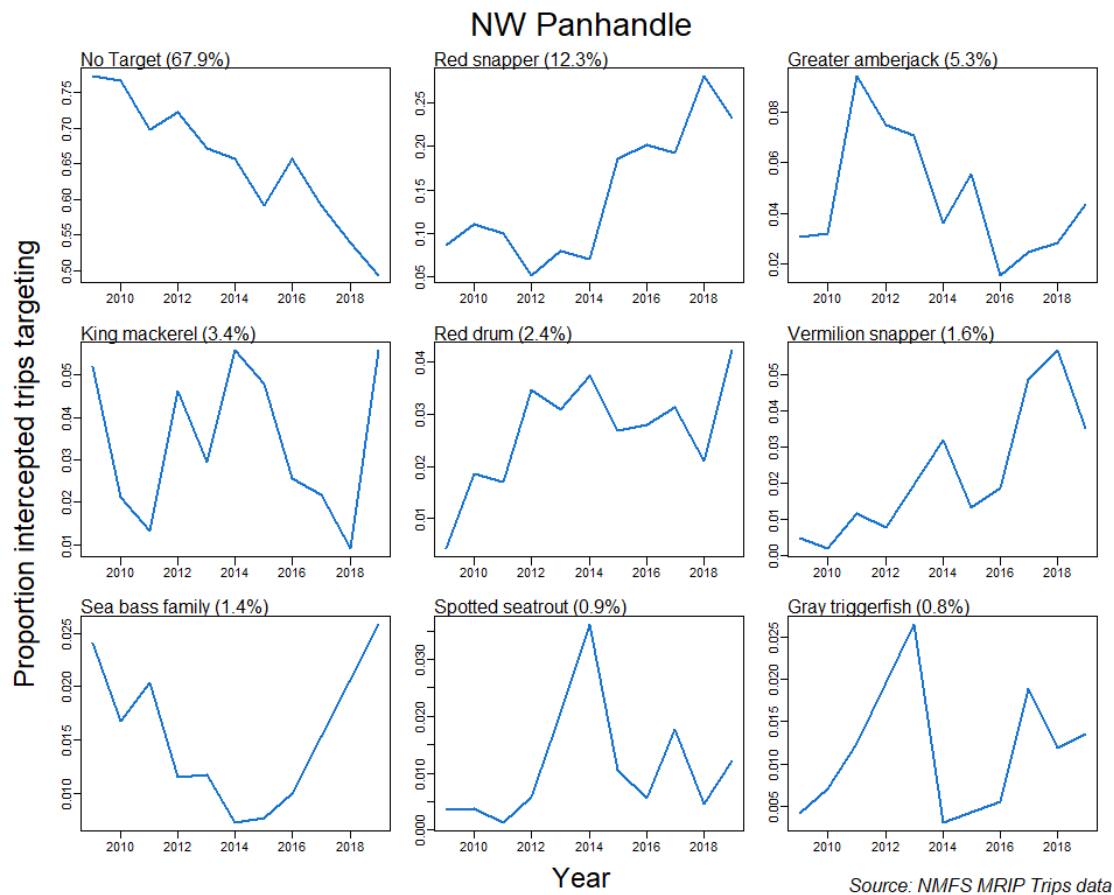 NW Panhandle
No Target (67.9%)
Red snapper (12.3%)
Greater amberjack (5.3%)
0.50 0.55 0.60 0.65 0.70 0.75
0.05 0.10 0.15 0.20 0.25
0.02 0.04 0.06 0.08
2010 2012 2014 2016 2018
2010 2012 2014 2016 2018
2010 2012 2014 2016 2018
King mackerel (3.4%)
Red drum (2.4%)
Vermilion snapper (1.6%)
0.01 0.02 0.03 0.04 0.05
0.01 0.02 0.03 0.04
0.00 0.01 0.02 0.03 0.04 0.05
2010 2012 2014 2016 2018
2010 2012 2014 2016 2018
2010 2012 2014 2016 2018
Sea bass family (1.4%)
Spotted seatrout (0.9%)
Gray triggerfish (0.8%)
0.010 0.015 0.020 0.025
0.000 0.010 0.020 0.030
0.005 0.010 0.015 0.020 0.025
2010 2012 2014 2016 2018
2010 2012 2014 2016 2018
2010 2012 2014 2016 2018
Proportion intercepted trips targeting
Year
Source: NMFS MRIP Trips data